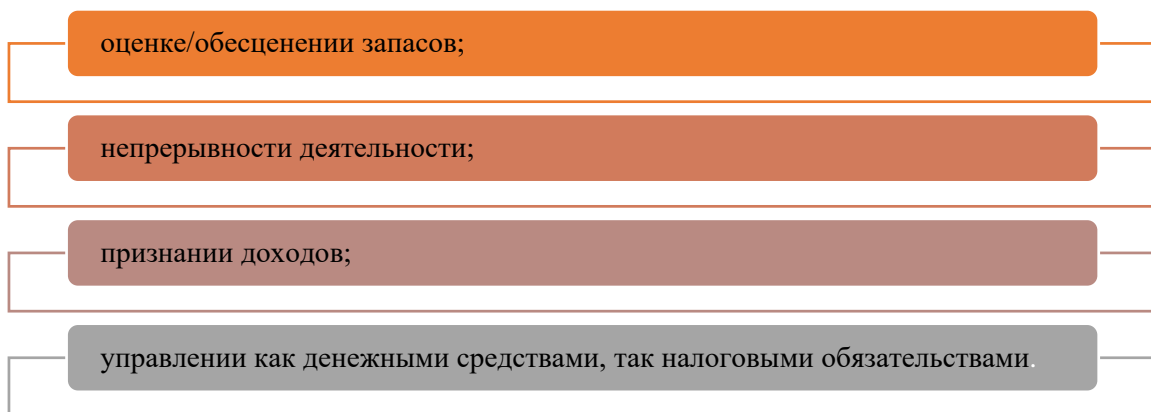 оценке/обесценении запасов;
непрерывности деятельности;
признании доходов;
управлении как денежными средствами, так налоговыми обязательствами.